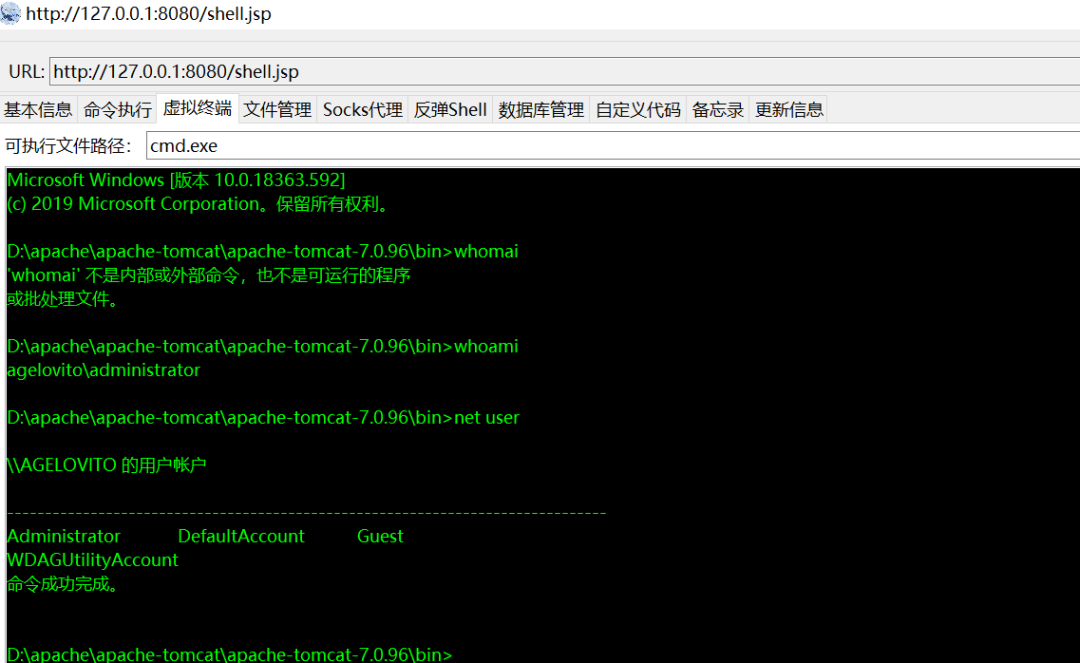 http://127.0.0.1:8080/shell.jsp
URL: http://127.0.0.1:8080/shell.jsp
基本信息 命令执行 虚拟终端 文件管理 Socks代理 反弹Shell 数据库管理 自定义代码 备忘录 更新信息
可执行文件路径: cmd.exe
Microsoft Windows [版本 10.0.18363.592]
(c) 2019 Microsoft Corporation。保留所有权利。
D:\apache\apache-tomcat\apache-tomcat-7.0.96\bin>whomai
'whomai' 不是内部或外部命令，也不是可运行的程序
或批处理文件。
D:\apache\apache-tomcat\apache-tomcat-7.0.96\bin>whoami
agelovito\administrator
D:\apache\apache-tomcat\apache-tomcat-7.0.96\bin>net user
\\AGELOVITO 的用户帐户
-------------------------------------------------------------------------------
Administrator DefaultAccount Guest
WDAGUtilityAccount
命令成功完成。
D:\apache\apache-tomcat\apache-tomcat-7.0.96\bin>